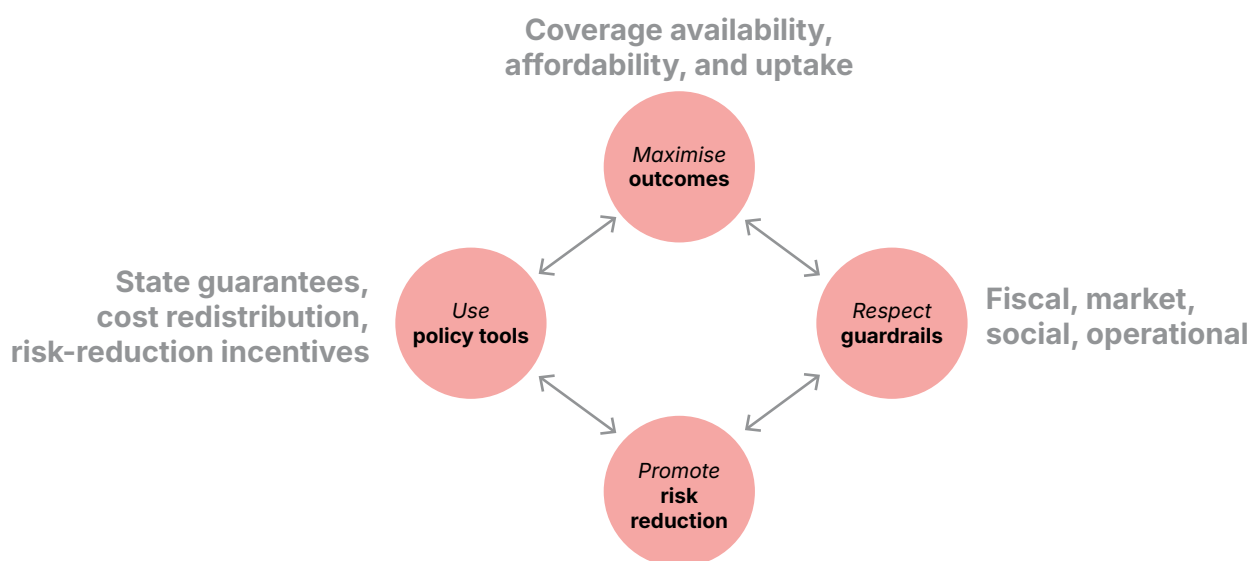 Coverage availability,
affordability, and uptake
Maximise
outcomes
State guarantees,
cost redistribution,
risk-reduction incentives
Use
policy tools
Respect
guardrails
Fiscal, market,
social, operational
Promote
risk
reduction